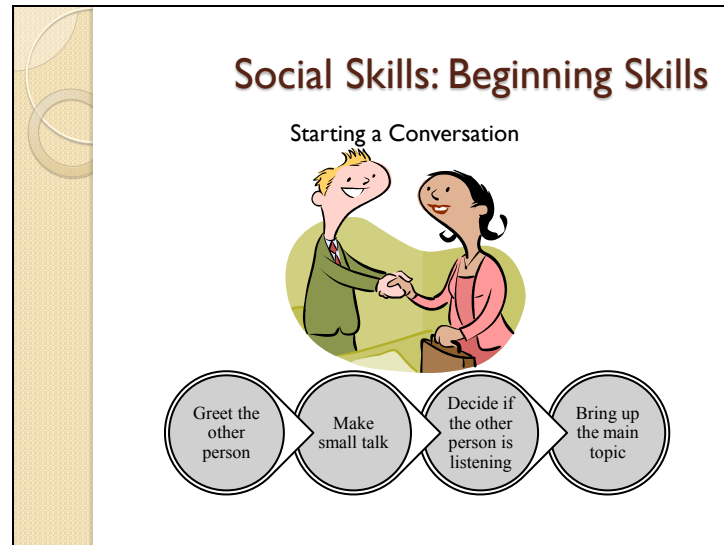 Social Skills: Beginning Skills
Starting a Conversation
Greet the
other
person
Make
small talk
Decide if
the other
person is
listening
Bring up
the main
topic